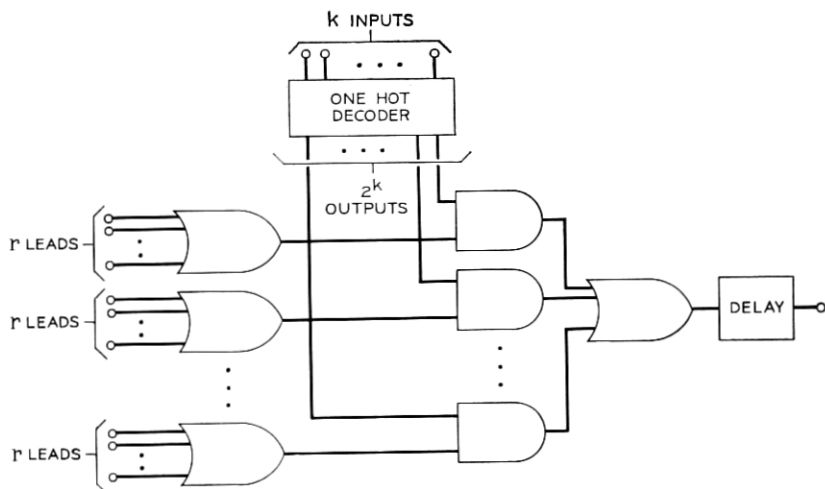 k INPUTS
ONE HOT
DECODER
2^k
OUTPUTS
r LEADS
r LEADS
DELAY
r LEADS